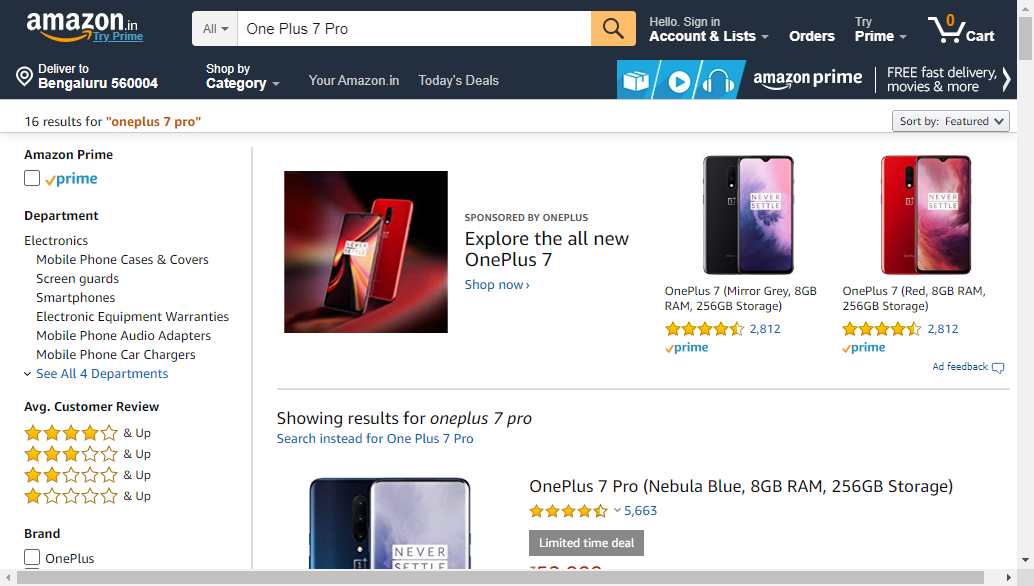 amazon.in
Try Prime
All
One Plus 7 Pro
Hello. Sign in
Account & Lists
Orders
Try
Prime
0
Cart
Deliver to
Bengaluru 560004
Shop by
Category
Your Amazon.in
Today's Deals
amazon prime
FREE fast delivery,
movies & more
16 results for "oneplus 7 pro"
Sort by: Featured
Amazon Prime
prime
Department
Electronics
Mobile Phone Cases & Covers
Screen guards
Smartphones
Electronic Equipment Warranties
Mobile Phone Audio Adapters
Mobile Phone Car Chargers
See All 4 Departments
Avg. Customer Review
& Up
& Up
& Up
& Up
Brand
OnePlus
NEVER
SETTLE
SPONSORED BY ONEPLUS
Explore the all new
OnePlus 7
Shop now ›
NEVER
SETTLE
OnePlus 7 (Mirror Grey, 8GB
RAM, 256GB Storage)
2,812
prime
NEVER
SETTLE
OnePlus 7 (Red, 8GB RAM,
256GB Storage)
2,812
prime
Ad feedback
Showing results for oneplus 7 pro
Search instead for One Plus 7 Pro
NEVER
SETTLE
OnePlus 7 Pro (Nebula Blue, 8GB RAM, 256GB Storage)
5,663
Limited time deal